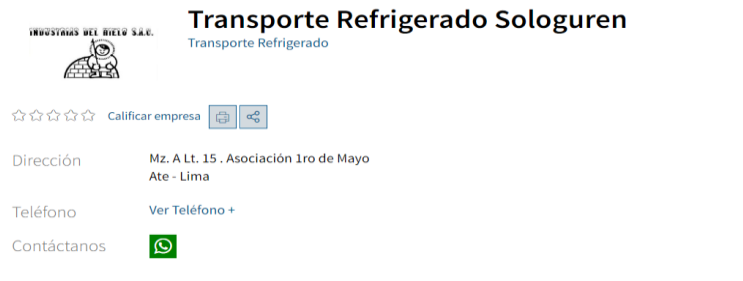 Transporte Refrigerado Sologuren
Transporte Refrigerado
INDUSTRIAS DEL HIELO S.A.C.
Calificar empresa
Dirección
Mz. A Lt. 15 . Asociación 1ro de Mayo
Ate - Lima
Teléfono
Ver Teléfono +
Contáctanos